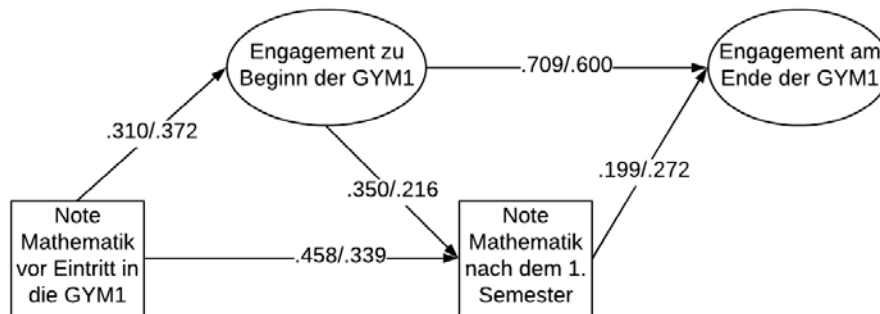 Engagement zu
Beginn der GYM1
Engagement am
Ende der GYM1
.709/.600
.310/.372
.350/.216
.199/.272
Note
Mathematik
vor Eintritt in
die GYM1
.458/.339
Note
Mathematik
nach dem 1.
Semester